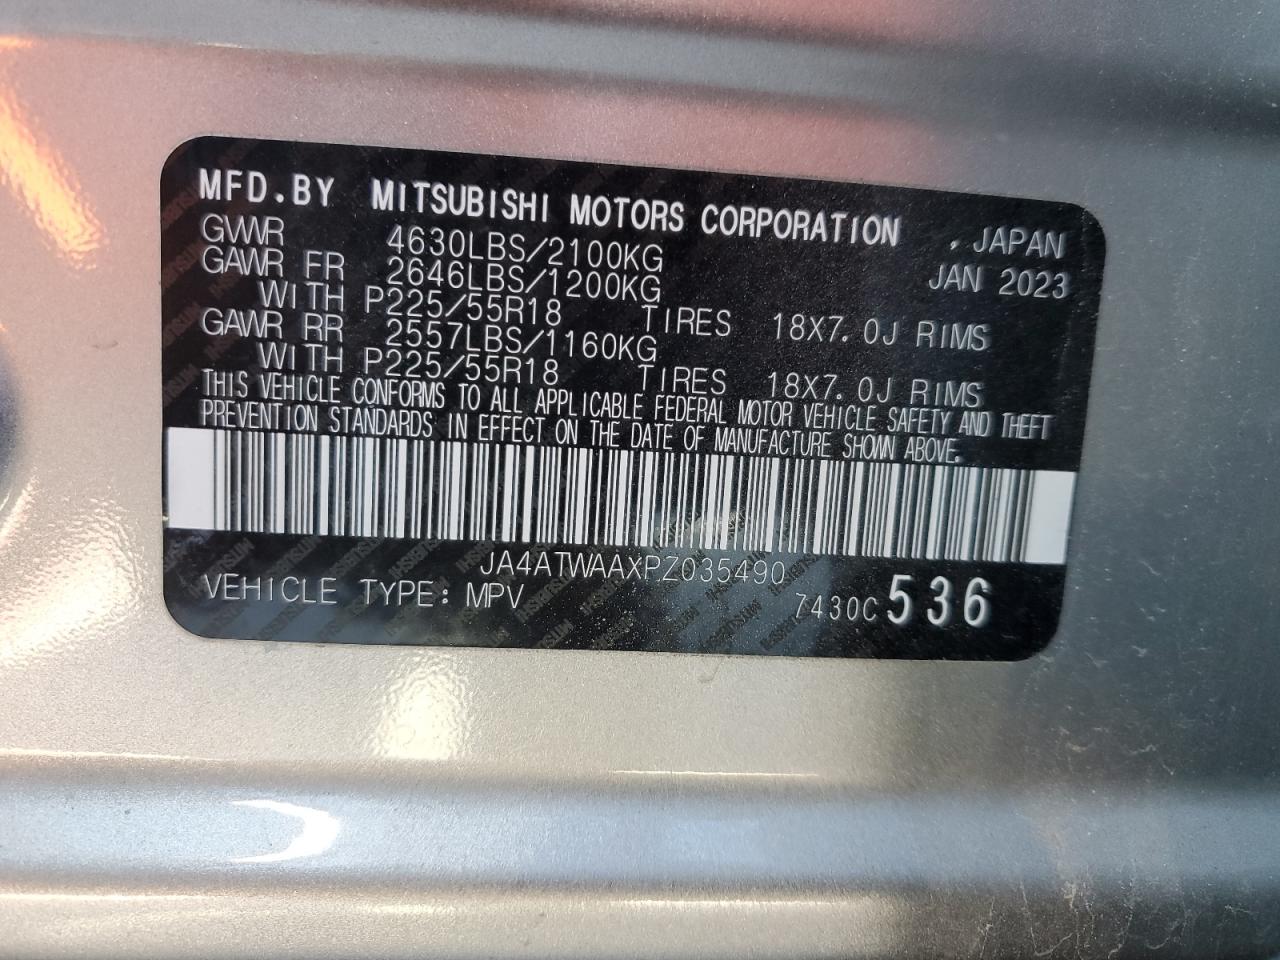 MFD.BY MITSUBISHI MOTORS CORPORATION , JAPAN
GVWR 4630LBS/2100KG JAN 2023
GAWR FR 2646LBS/1200KG
WITH P225/55R18 TIRES 18X7.0J RIMS
GAWR RR 2557LBS/1160KG
WITH P225/55R18 TIRES 18X7.0J RIMS
THIS VEHICLE CONFORMS TO ALL APPLICABLE FEDERAL MOTOR VEHICLE SAFETY AND THEFT
PREVENTION STANDARDS IN EFFECT ON THE DATE OF MANUFACTURE SHOWN ABOVE.
JA4ATWAAXPZ035490
VEHICLE TYPE: MPV 7430C 536